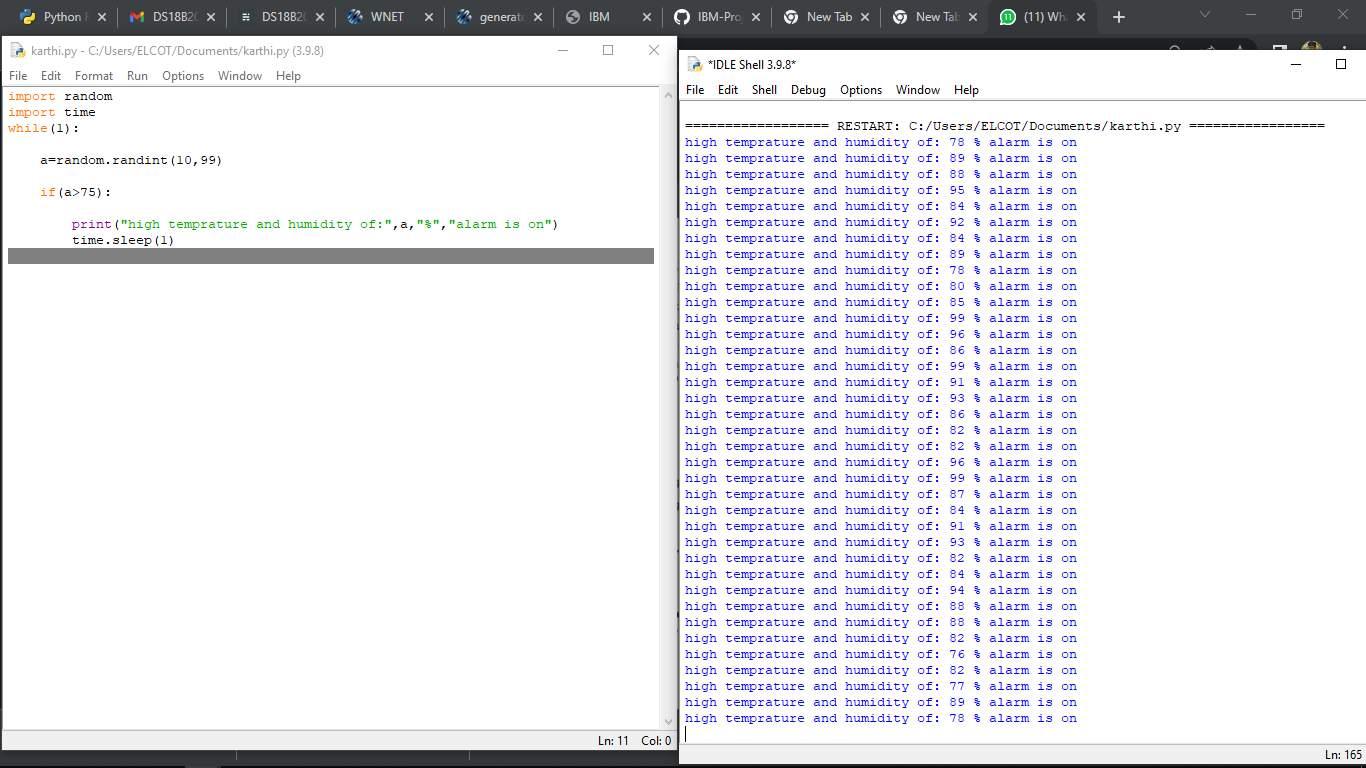 Python R
DS18B20
DS18B20
WNET
generate
IBM
IBM-Pro
New Tab
New Tab
11
(11) Wha
karthi.py - C:/Users/ELCOT/Documents/karthi.py (3.9.8)
File Edit Format Run Options Window Help
import random
import time
while(1):
a=random.randint(10,99)
if(a>75):
print("high temprature and humidity of:",a,"%","alarm is on")
time.sleep(1)
Ln: 11 Col: 0
*IDLE Shell 3.9.8*
File Edit Shell Debug Options Window Help
================== RESTART: C:/Users/ELCOT/Documents/karthi.py =================
high temprature and humidity of: 78 % alarm is on
high temprature and humidity of: 89 % alarm is on
high temprature and humidity of: 88 % alarm is on
high temprature and humidity of: 95 % alarm is on
high temprature and humidity of: 84 % alarm is on
high temprature and humidity of: 92 % alarm is on
high temprature and humidity of: 84 % alarm is on
high temprature and humidity of: 89 % alarm is on
high temprature and humidity of: 78 % alarm is on
high temprature and humidity of: 80 % alarm is on
high temprature and humidity of: 85 % alarm is on
high temprature and humidity of: 99 % alarm is on
high temprature and humidity of: 96 % alarm is on
high temprature and humidity of: 86 % alarm is on
high temprature and humidity of: 99 % alarm is on
high temprature and humidity of: 91 % alarm is on
high temprature and humidity of: 93 % alarm is on
high temprature and humidity of: 86 % alarm is on
high temprature and humidity of: 82 % alarm is on
high temprature and humidity of: 82 % alarm is on
high temprature and humidity of: 96 % alarm is on
high temprature and humidity of: 99 % alarm is on
high temprature and humidity of: 87 % alarm is on
high temprature and humidity of: 84 % alarm is on
high temprature and humidity of: 91 % alarm is on
high temprature and humidity of: 93 % alarm is on
high temprature and humidity of: 82 % alarm is on
high temprature and humidity of: 84 % alarm is on
high temprature and humidity of: 94 % alarm is on
high temprature and humidity of: 88 % alarm is on
high temprature and humidity of: 88 % alarm is on
high temprature and humidity of: 82 % alarm is on
high temprature and humidity of: 76 % alarm is on
high temprature and humidity of: 82 % alarm is on
high temprature and humidity of: 77 % alarm is on
high temprature and humidity of: 89 % alarm is on
high temprature and humidity of: 78 % alarm is on
Ln: 165